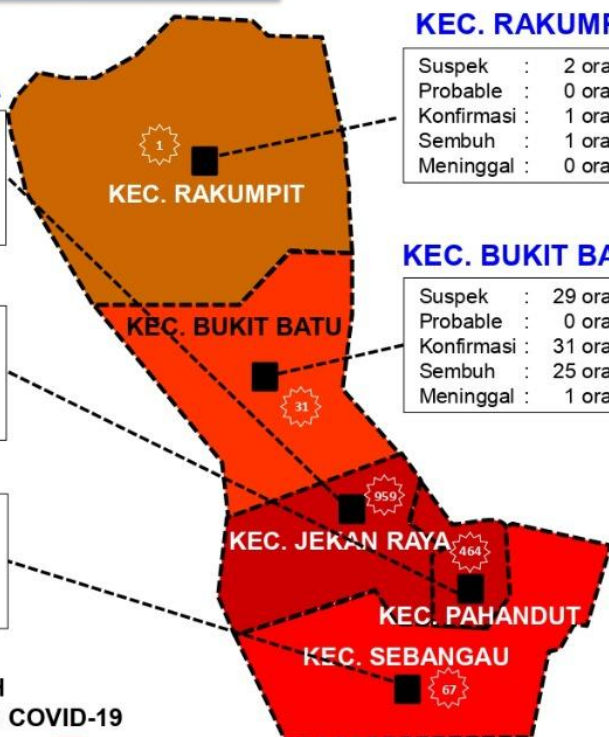 KEC. RAKUMP
Suspek : 2 ora
Probable : 0 ora
Konfirmasi : 1 ora
Sembuh : 1 ora
Meninggal : 0 ora
1
KEC. RAKUMPIT
KEC. BUKIT BA
Suspek : 29 ora
Probable : 0 ora
Konfirmasi : 31 ora
Sembuh : 25 ora
Meninggal : 1 ora
KEC. BUKIT BATU
31
959
KEC. JEKAN RAYA
464
KEC. PAHANDUT
KEC. SEBANGAU
67
H
COVID-19